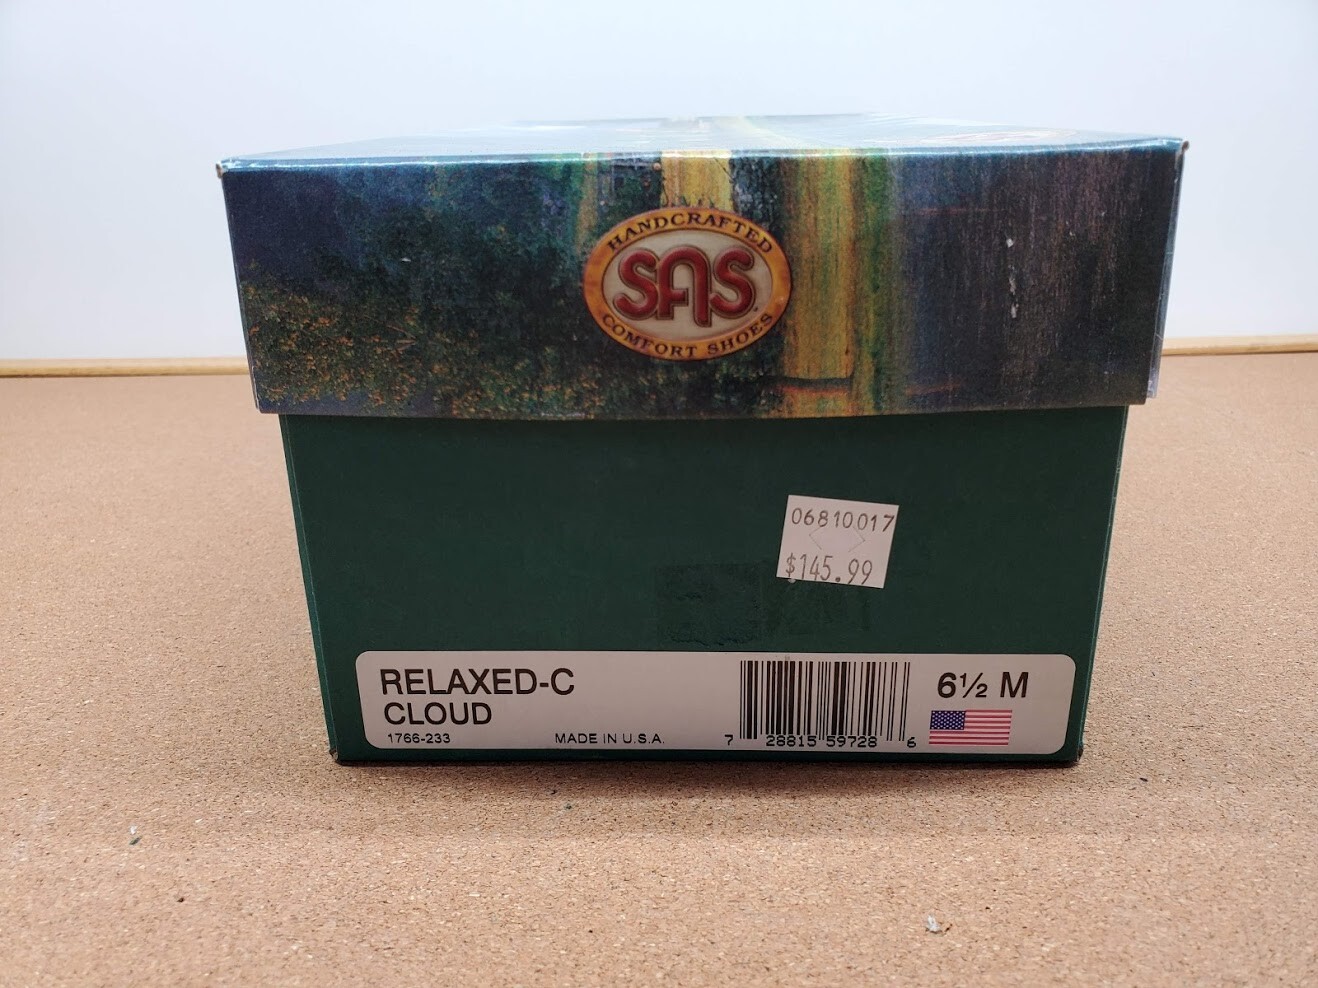 HANDCRAFTED
SAS
COMFORT SHOES
06810017
$145.99
RELAXED-C
CLOUD
1766-233
MADE IN U.S.A.
7 28815 59728 6
6½ M